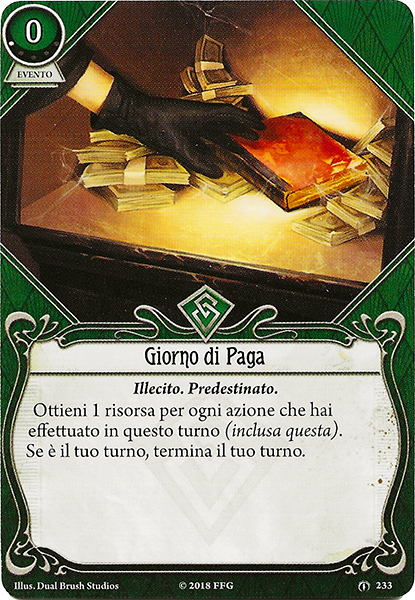 0
EVENTO
Giorno di Paga
Illecito. Predestinato.
Ottieni 1 risorsa per ogni azione che hai
effettuato in questo turno (inclusa questa).
Se è il tuo turno, termina il tuo turno.
Illus. Dual Brush Studios © 2018 FFG 233